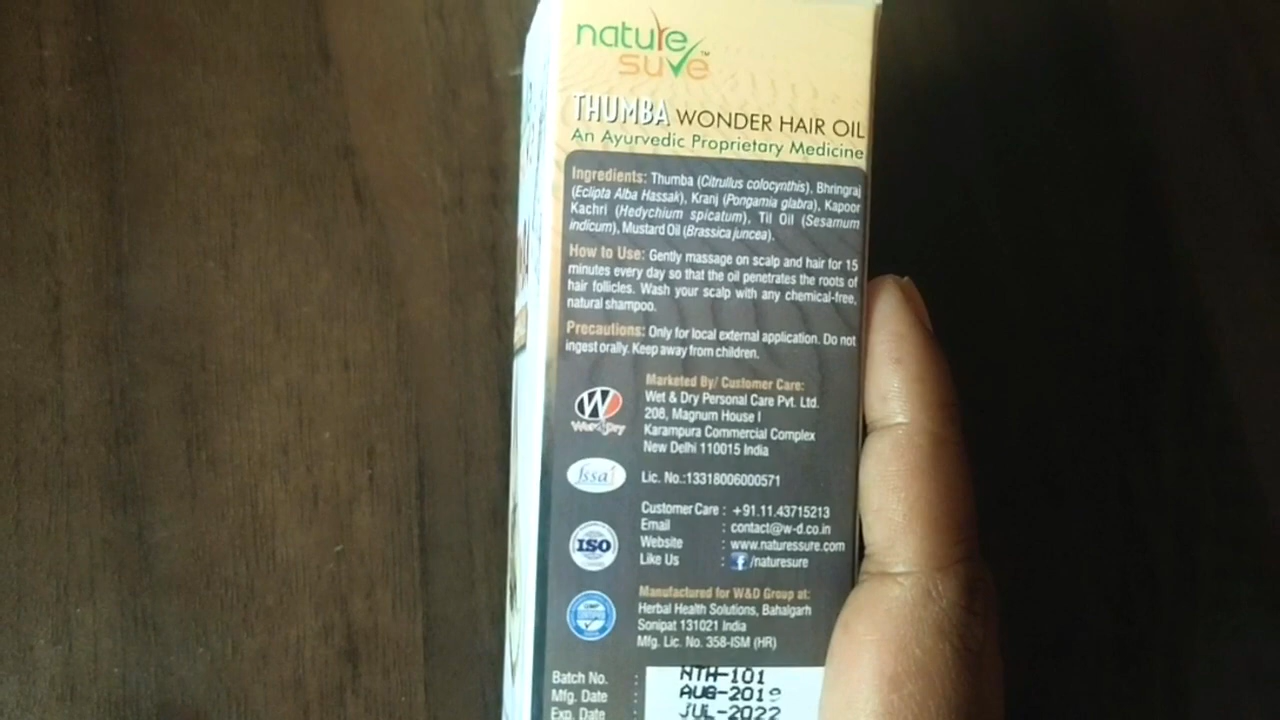 nature
sure™
THUMBA WONDER HAIR OIL
An Ayurvedic Proprietary Medicine
Ingredients: Thumba (Citrullus colocynthis), Bhringraj
(Eclipta Alba Hassak), Kranj (Pongamia glabra), Kapoor
Kachri (Hedychium spicatum), Til Oil (Sesamum
indicum), Mustard Oil (Brassica juncea).
How to Use: Gently massage on scalp and hair for 15
minutes every day so that the oil penetrates the roots of
hair follicles. Wash your scalp with any chemical-free,
natural shampoo.
Precautions: Only for local external application. Do not
ingest orally. Keep away from children.
Marketed By/ Customer Care:
Wet & Dry Personal Care Pvt. Ltd.
208, Magnum House I
Karampura Commercial Complex
New Delhi 110015 India
W
Wet & Dry
fssai
Lic. No.:13318006000571
Customer Care : +91.11.43715213
Email : contact@w-d.co.in
Website : www.naturessure.com
Like Us : f /naturesure
ISO
Manufactured for W&D Group at:
Herbal Health Solutions, Bahalgarh
Sonipat 131021 India
Mfg. Lic. No. 358-ISM (HR)
Batch No. : NTH-101
Mfg. Date : AUG-2019
Exp. Date : JUL-2022